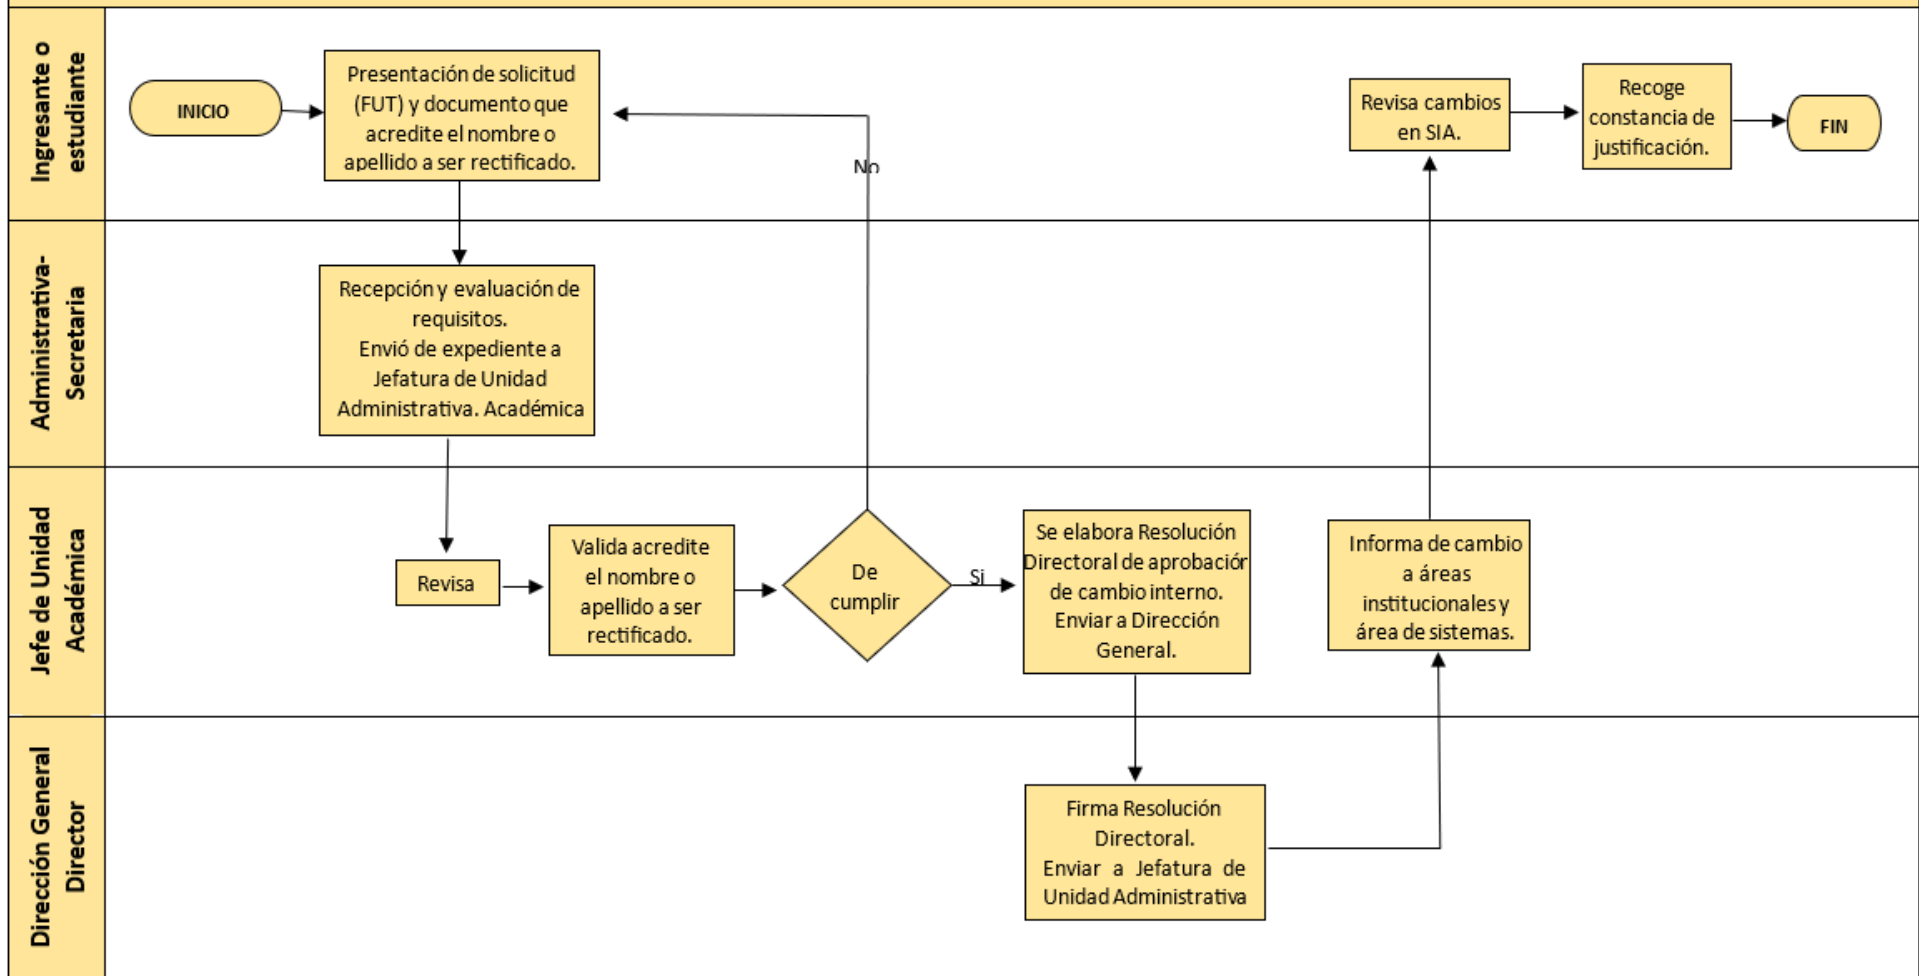 Ingresante o
estudiante
INICIO
Presentación de solicitud
(FUT) y documento que
acredite el nombre o
apellido a ser rectificado.
No
Revisa cambios
en SIA.
Recoge
constancia de
justificación.
FIN
Administrativa-
Secretaria
Recepción y evaluación de
requisitos.
Envió de expediente a
Jefatura de Unidad
Administrativa. Académica
Jefe de Unidad
Académica
Revisa
Valida acredite
el nombre o
apellido a ser
rectificado.
De
cumplir
Si
Se elabora Resolución
Directoral de aprobación
de cambio interno.
Enviar a Dirección
General.
Informa de cambio
a áreas
institucionales y
área de sistemas.
Dirección General
Director
Firma Resolución
Directoral.
Enviar a Jefatura de
Unidad Administrativa